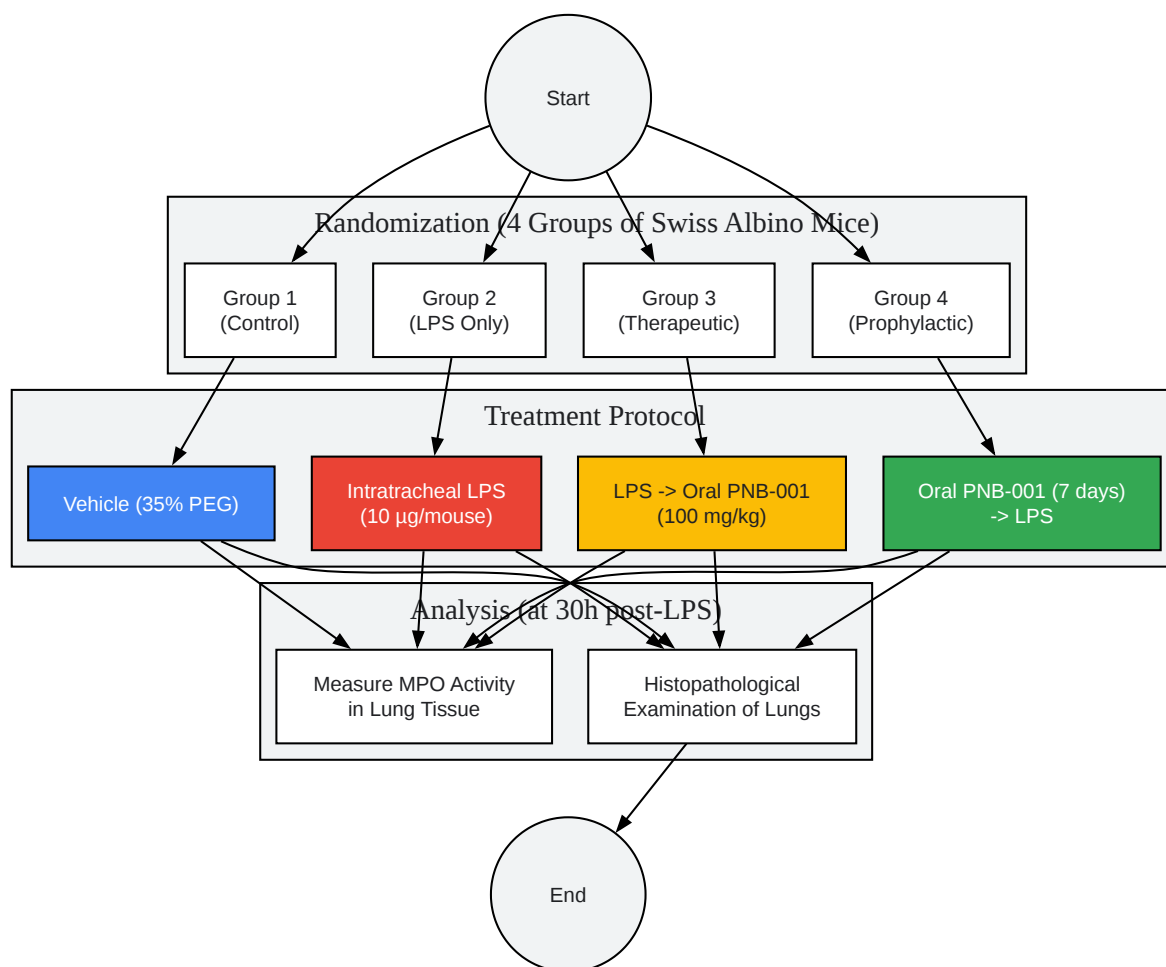 Start
Randomization (4 Groups of Swiss Albino Mice)
Group 1
(Control)
Group 2
(LPS Only)
Group 3
(Therapeutic)
Group 4
(Prophylactic)
Treatment Protocol
Vehicle (35% PEG)
Intratracheal LPS
(10 µg/mouse)
LPS -> Oral PNB-001
(100 mg/kg)
Oral PNB-001 (7 days)
-> LPS
Analysis (at 30h post-LPS)
Measure MPO Activity
in Lung Tissue
Histopathological
Examination of Lungs
End